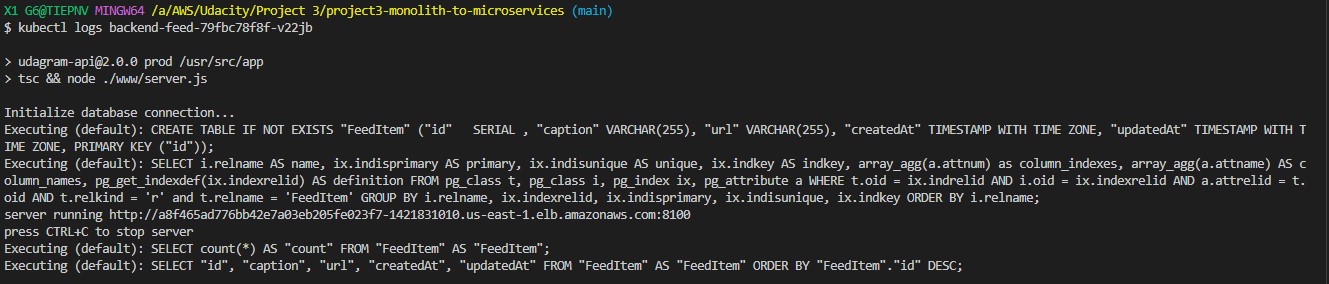 X1 G6@TIEPNV MINGW64 /a/AWS/Udacity/Project 3/project3-monolith-to-microservices (main)
$ kubectl logs backend-feed-79fbc78f8f-v22jb
> udagram-api@2.0.0 prod /usr/src/app
> tsc && node ./www/server.js
Initialize database connection...
Executing (default): CREATE TABLE IF NOT EXISTS "FeedItem" ("id"   SERIAL , "caption" VARCHAR(255), "url" VARCHAR(255), "createdAt" TIMESTAMP WITH TIME ZONE, "updatedAt" TIMESTAMP WITH T
IME ZONE, PRIMARY KEY ("id"));
Executing (default): SELECT i.relname AS name, ix.indisprimary AS primary, ix.indisunique AS unique, ix.indkey AS indkey, array_agg(a.attnum) as column_indexes, array_agg(a.attname) AS c
olumn_names, pg_get_indexdef(ix.indexrelid) AS definition FROM pg_class t, pg_class i, pg_index ix, pg_attribute a WHERE t.oid = ix.indrelid AND i.oid = ix.indexrelid AND a.attrelid = t.
oid AND t.relkind = 'r' and t.relname = 'FeedItem' GROUP BY i.relname, ix.indexrelid, ix.indisprimary, ix.indisunique, ix.indkey ORDER BY i.relname;
server running http://a8f465ad776bb42e7a03eb205fe023f7-1421831010.us-east-1.elb.amazonaws.com:8100
press CTRL+C to stop server
Executing (default): SELECT count(*) AS "count" FROM "FeedItem" AS "FeedItem";
Executing (default): SELECT "id", "caption", "url", "createdAt", "updatedAt" FROM "FeedItem" AS "FeedItem" ORDER BY "FeedItem"."id" DESC;